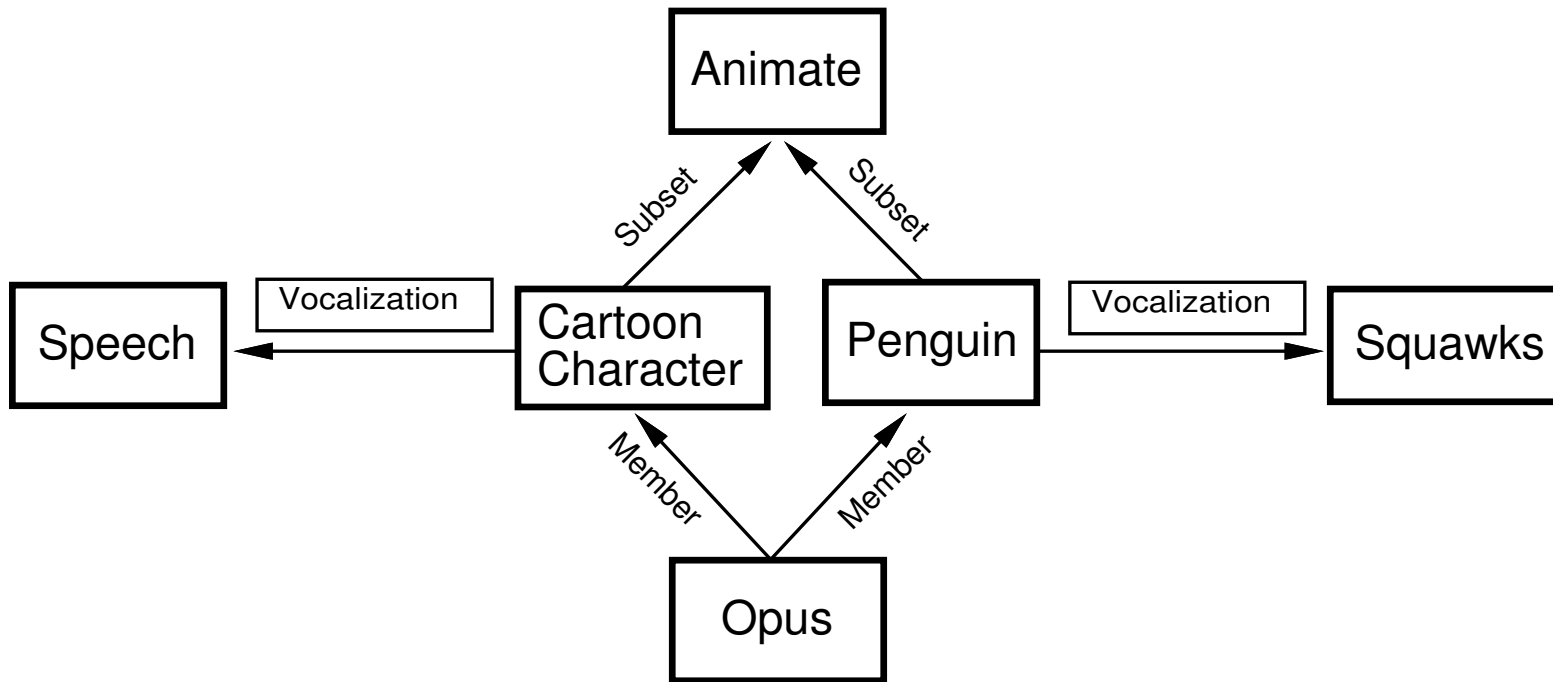 Animate
Subset
Subset
Vocalization
Vocalization
Speech
Cartoon
Character
Penguin
Squawks
Member
Member
Opus